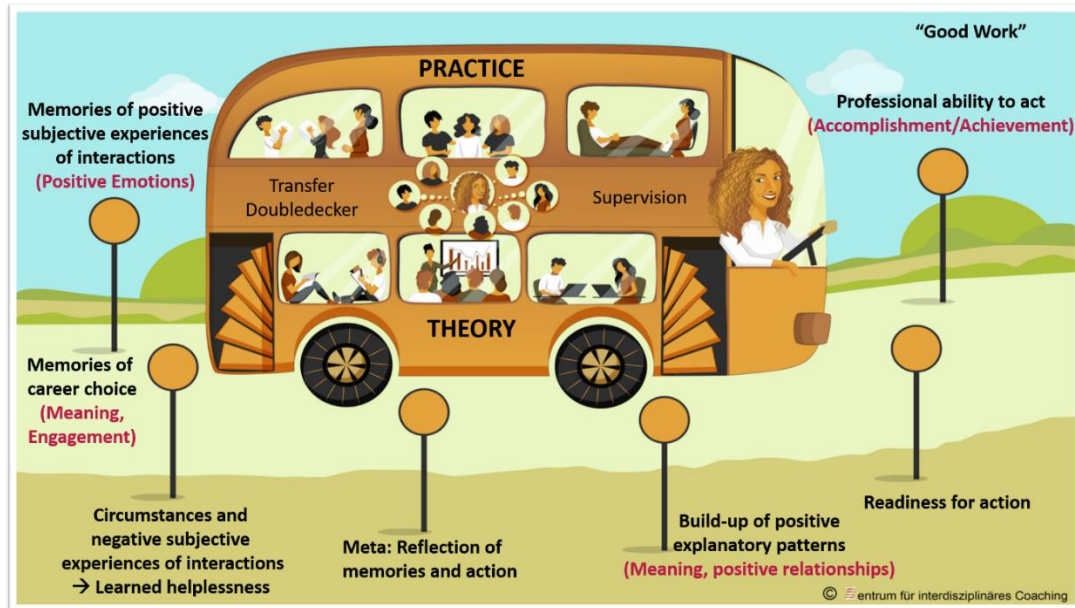 “Good Work”
PRACTICE
Memories of positive
subjective experiences
of interactions
(Positive Emotions)
Professional ability to act
(Accomplishment/Achievement)
Transfer
Doubledecker
Supervision
THEORY
Memories of
career choice
(Meaning,
Engagement)
Circumstances and
negative subjective
experiences of interactions
→ Learned helplessness
Meta: Reflection of
memories and action
Build-up of positive
explanatory patterns
(Meaning, positive relationships)
Readiness for action
© Zentrum für interdisziplinäres Coaching